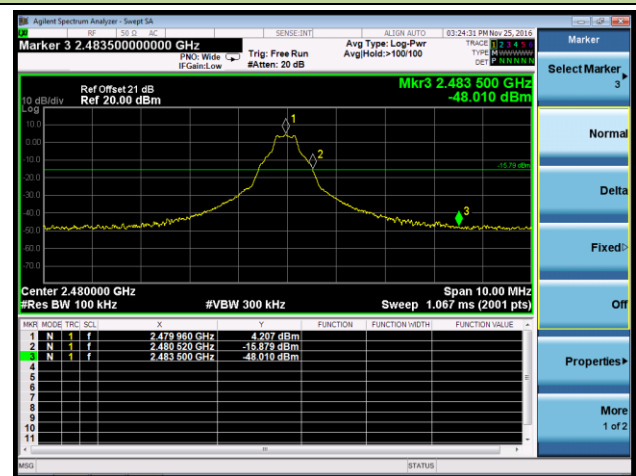 Agilent Spectrum Analyzer - Swept SA
RF 50 Ω AC SENSE:INT ALIGN AUTO 03:24:31 PM Nov 25, 2016
Marker 3 2.483500000000 GHz
PNO: Wide
IFGain:Low
Trig: Free Run
#Atten: 20 dB
Avg Type: Log-Pwr
Avg|Hold:>100/100
TRACE 1 2 3 4 5 6
TYPE M WWWWW
DET P N N N N N
Ref Offset 21 dB
Ref 20.00 dBm
10 dB/div
Log
Mkr3 2.483 500 GHz
-48.010 dBm
10.0
0.00
-10.0
-20.0
-30.0
-40.0
-50.0
-60.0
-70.0
1
2
3
-15.79 dBm
Center 2.480000 GHz Span 10.00 MHz
#Res BW 100 kHz #VBW 300 kHz Sweep 1.067 ms (2001 pts)
MKR MODE TRC SCL X Y FUNCTION FUNCTION WIDTH FUNCTION VALUE
1 N 1 f 2.479 960 GHz 4.207 dBm
2 N 1 f 2.480 520 GHz -15.879 dBm
3 N 1 f 2.483 500 GHz -48.010 dBm
4
5
6
7
8
9
10
11
MSG STATUS
Marker
Select Marker
3
Normal
Delta
Fixed
Off
Properties
More
1 of 2